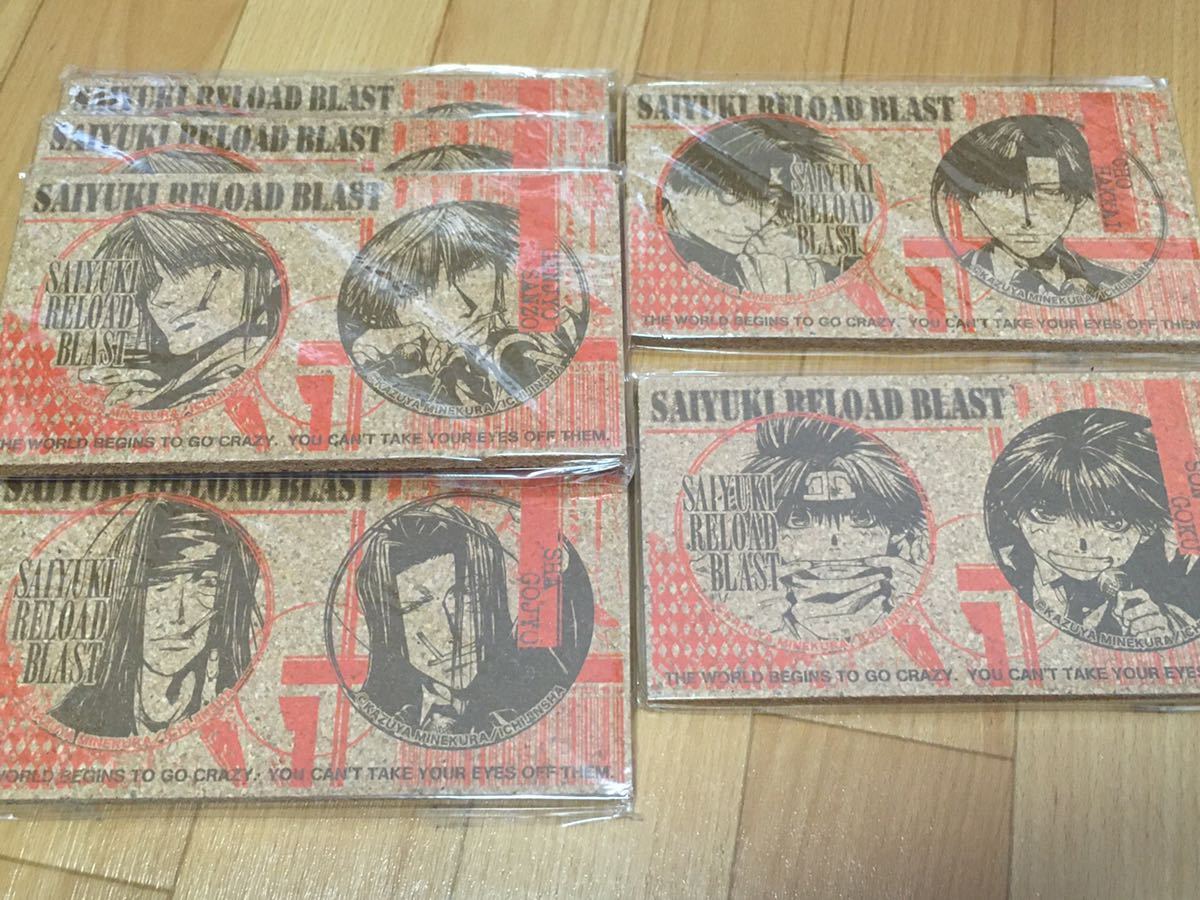 SAIYUKI RELOAD BLAST
SAIYUKI RELOAD BLAST
SAIYUKI RELOAD BLAST
SAIYUKI
RELOAD
BLAST
SANZO
©KAZUYA MINEKURA/ICHIJINSHA
THE WORLD BEGINS TO GO CRAZY. YOU CAN'T TAKE YOUR EYES OFF THEM.
SAIYUKI RELOAD BLAST
SAIYUKI
RELOAD
BLAST
SHA
GOJYO
©KAZUYA MINEKURA/ICHIJINSHA
WORLD BEGINS TO GO CRAZY. YOU CAN'T TAKE YOUR EYES OFF THEM.
SAIYUKI RELOAD BLAST
SAIYUKI
RELOAD
BLAST
CHO
HAKKAI
©KAZUYA MINEKURA/ICHIJINSHA
THE WORLD BEGINS TO GO CRAZY. YOU CAN'T TAKE YOUR EYES OFF THEM
SAIYUKI RELOAD BLAST
SAIYUKI
RELOAD
BLAST
GOKU
©KAZUYA MINEKURA/ICHIJINSHA
THE WORLD BEGINS TO GO CRAZY. YOU CAN'T TAKE YOUR EYES